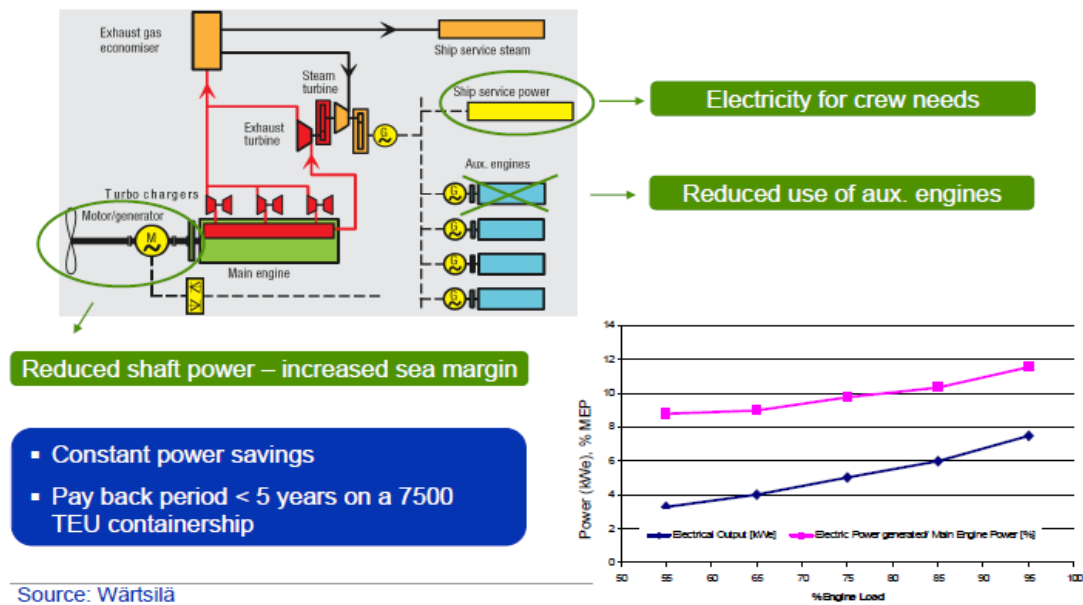 Exhaust gas
economiser
Ship service steam
Steam
turbine
Ship service power
Exhaust
turbine
G
Aux. engines
Turbo chargers
Motor/generator
M
Main engine
G
G
G
G
Electricity for crew needs
Reduced use of aux. engines
Reduced shaft power – increased sea margin
▪ Constant power savings
▪ Pay back period < 5 years on a 7500
TEU containership
Source: Wärtsilä
Power (kWe), % MEP
14
12
10
8
6
4
2
0
Electrical Output [kWe]
Electric Power generated/ Main Engine Power [%]
50 55 60 65 70 75 80 85 90 95 100
%Engine Load